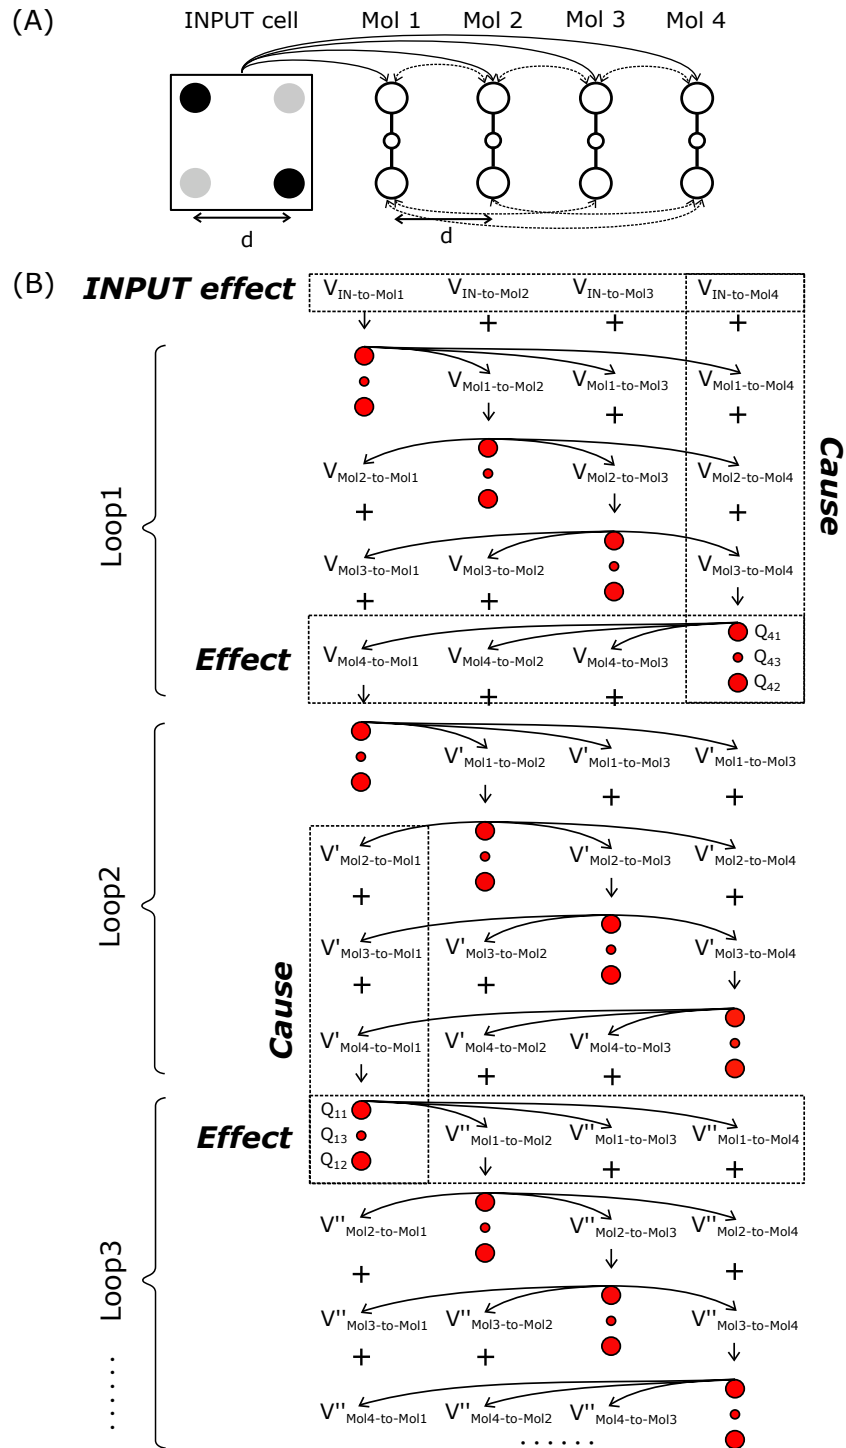 (A)
INPUT cell Mol 1 Mol 2 Mol 3 Mol 4
d d
(B)
INPUT effect V_IN-to-Mol1 V_IN-to-Mol2 V_IN-to-Mol3 V_IN-to-Mol4
+ + +
Loop1
V_Mol1-to-Mol2 V_Mol1-to-Mol3 V_Mol1-to-Mol4
+ +
Cause
V_Mol2-to-Mol1 V_Mol2-to-Mol3 V_Mol2-to-Mol4
+ +
V_Mol3-to-Mol1 V_Mol3-to-Mol2 V_Mol3-to-Mol4
+ +
Effect V_Mol4-to-Mol1 V_Mol4-to-Mol2 V_Mol4-to-Mol3
Q_41
Q_43
Q_42
+ +
Loop2
V'_Mol1-to-Mol2 V'_Mol1-to-Mol3 V'_Mol1-to-Mol3
+ +
V'_Mol2-to-Mol1 V'_Mol2-to-Mol3 V'_Mol2-to-Mol4
+ +
Cause
V'_Mol3-to-Mol1 V'_Mol3-to-Mol2 V'_Mol3-to-Mol4
+ +
V'_Mol4-to-Mol1 V'_Mol4-to-Mol2 V'_Mol4-to-Mol3
+ +
Loop3
Effect
Q_11
Q_13
Q_12
V''_Mol1-to-Mol2 V''_Mol1-to-Mol3 V''_Mol1-to-Mol4
+ +
V''_Mol2-to-Mol1 V''_Mol2-to-Mol3 V''_Mol2-to-Mol4
+ +
V''_Mol3-to-Mol1 V''_Mol3-to-Mol2 V''_Mol3-to-Mol4
+ +
V''_Mol4-to-Mol1 V''_Mol4-to-Mol2 V''_Mol4-to-Mol3
.......
......